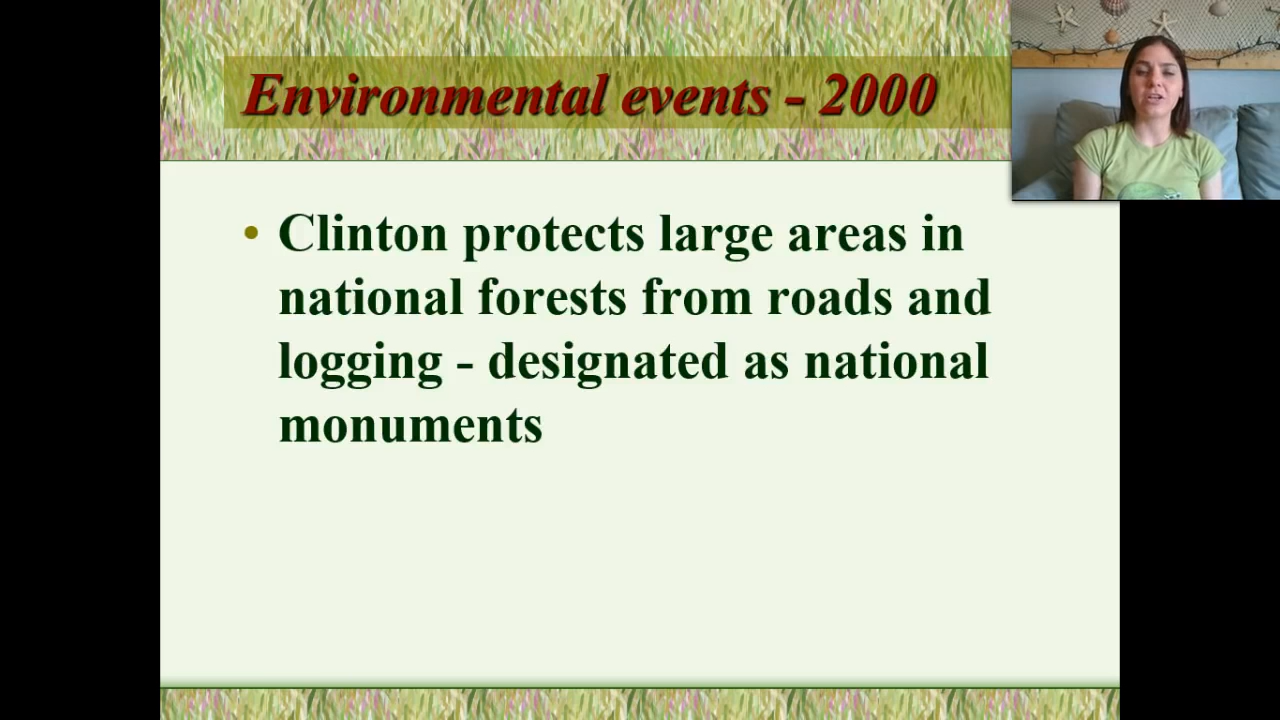 Environmental events - 2000
• Clinton protects large areas in
national forests from roads and
logging - designated as national
monuments